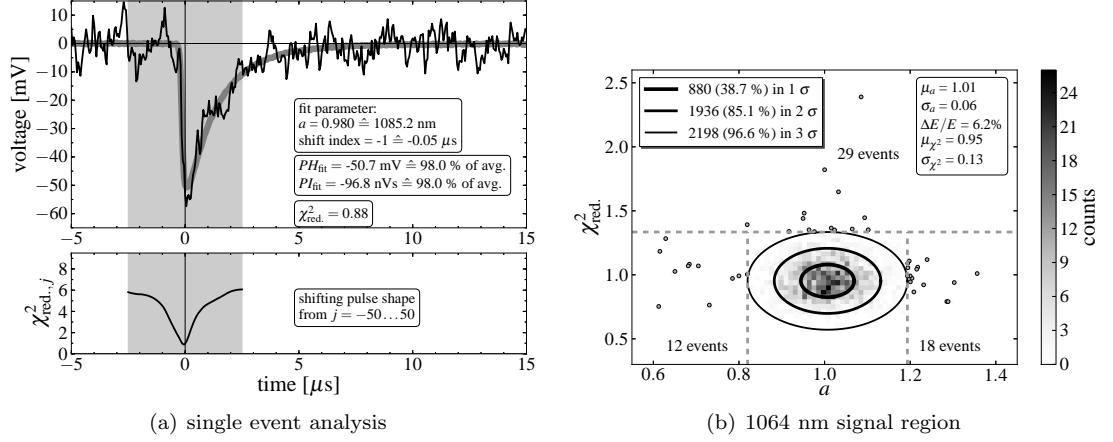 10
0
−10
−20
−30
−40
−50
−60
voltage [mV]
fit parameter:
a = 0.980 ≙ 1085.2 nm
shift index = -1 ≙ -0.05 μs
PH_fit = -50.7 mV ≙ 98.0 % of avg.
PI_fit = -96.8 nVs ≙ 98.0 % of avg.
χ²_red. = 0.88
−5 0 5 10 15
8
6
4
2
0
χ²_red.,j
shifting pulse shape
from j = −50…50
−5 0 5 10 15
time [μs]
(a) single event analysis
2.5
2.0
1.5
1.0
0.5
χ²_red.
880 (38.7 %) in 1 σ
1936 (85.1 %) in 2 σ
2198 (96.6 %) in 3 σ
29 events
μ_a = 1.01
σ_a = 0.06
ΔE/E = 6.2%
μ_χ² = 0.95
σ_χ² = 0.13
12 events
18 events
0.6 0.8 1.0 1.2 1.4
a
24
21
18
15
12
9
6
3
0
counts
(b) 1064 nm signal region